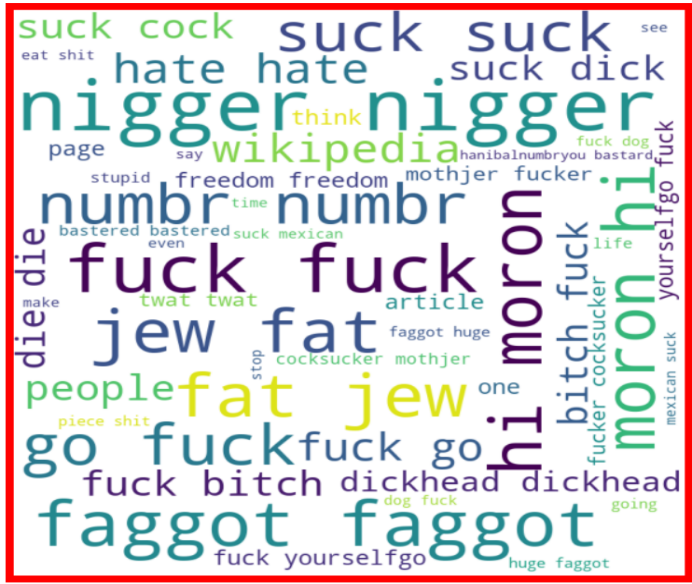 suck cock
suck suck
see
eat shit
hate hate
suck dick
nigger nigger
think
fuck dog
page
say
wikipedia
hanibalnumbryou bastard
stupid
freedom freedom
mothjer fucker
numbr numbr
time
bastered bastered
suck mexican
even
life
yourselfgo fuck
die die
fuck fuck
hi moron
bitch fuck
moron hi
make
twat twat
article
jew fat
faggot huge
stop
cocksucker mothjer
fucker cocksucker
mexican suck
people
fat jew
one
piece shit
go fuck
fuck go
fuck bitch
dickhead dickhead
dog fuck
going
faggot faggot
fuck yourselfgo
huge faggot